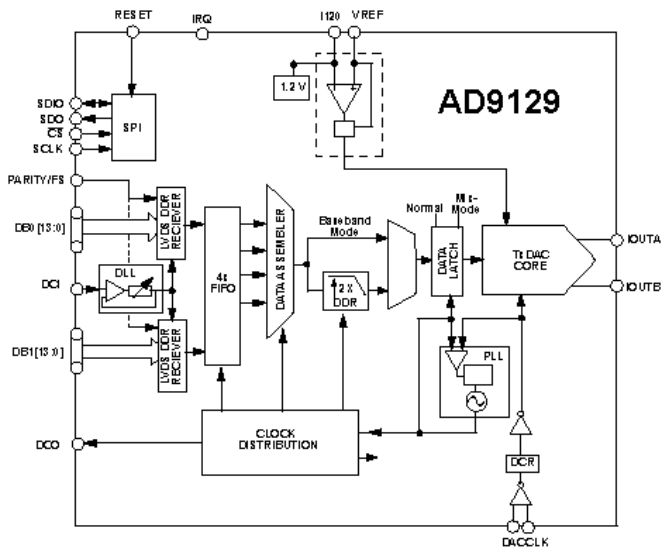 RESET
IRQ
I120
VREF
1.2 V
AD9129
SDIO
SDO
CS
SCLK
SPI
PARITY/FS
DB0[13:0]
LVDS DDR
RECIEVER
DCI
DLL
DB1[13:0]
LVDS DDR
RECIEVER
4x FIFO
DATA ASSEMBLER
Baseband
Mode
2X
DDR
Normal
Mix-
Mode
DATA
LATCH
Tx DAC
CORE
IOUTA
IOUTB
PLL
DCO
CLOCK
DISTRIBUTION
DCR
DACCLK